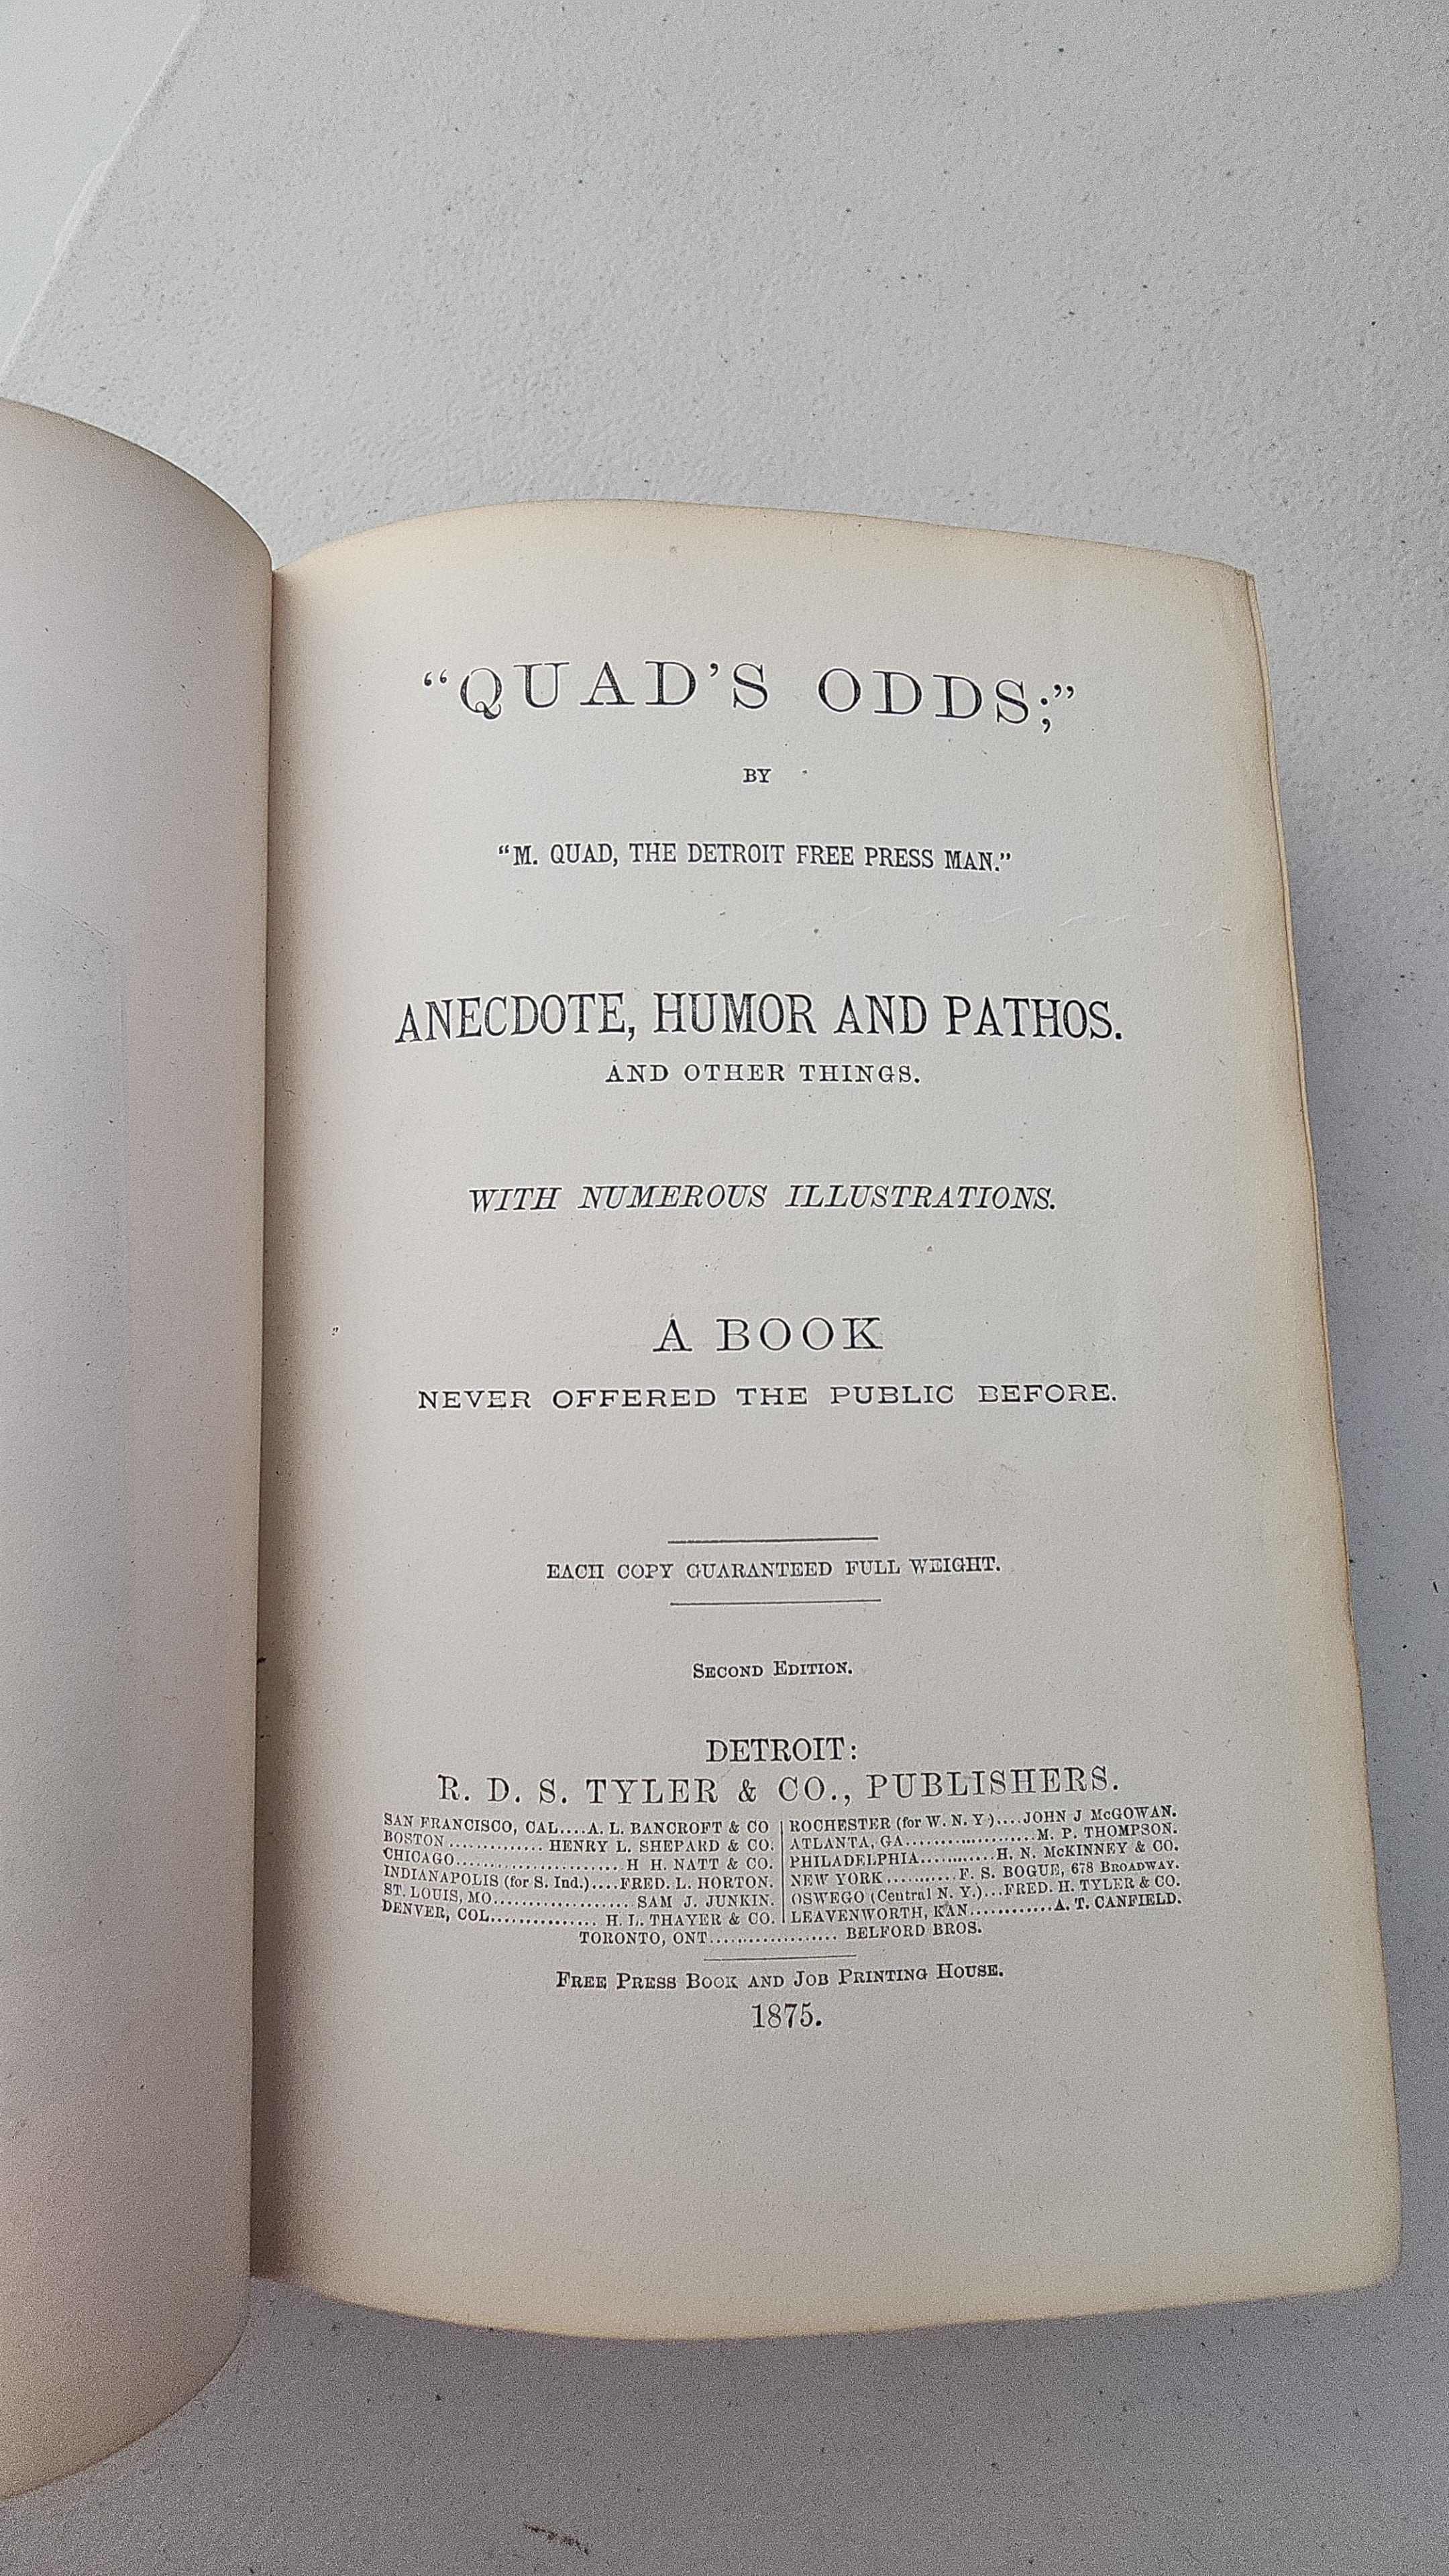 “QUAD’S ODDS;”
BY
“M. QUAD, THE DETROIT FREE PRESS MAN.”
ANECDOTE, HUMOR AND PATHOS.
AND OTHER THINGS.
WITH NUMEROUS ILLUSTRATIONS.
A BOOK
NEVER OFFERED THE PUBLIC BEFORE.
EACH COPY GUARANTEED FULL WEIGHT.
SECOND EDITION.
DETROIT:
R. D. S. TYLER & CO., PUBLISHERS.
SAN FRANCISCO, CAL....A. L. BANCROFT & CO
BOSTON.............. HENRY L. SHEPARD & CO.
CHICAGO........................ H H. NATT & CO.
INDIANAPOLIS (for S. Ind.)....FRED. L. HORTON.
ST. LOUIS, MO.................... SAM J. JUNKIN.
DENVER, COL................ H. L. THAYER & CO.
ROCHESTER (for W. N. Y )....JOHN J McGOWAN.
ATLANTA, GA...................M. P. THOMPSON.
PHILADELPHIA...........H. N. McKINNEY & CO.
NEW YORK...........F. S. BOGUE, 678 BROADWAY.
OSWEGO (Central N. Y.)...FRED. H. TYLER & CO.
LEAVENWORTH, KAN............A. T. CANFIELD.
TORONTO, ONT................... BELFORD BROS.
FREE PRESS BOOK AND JOB PRINTING HOUSE.
1875.